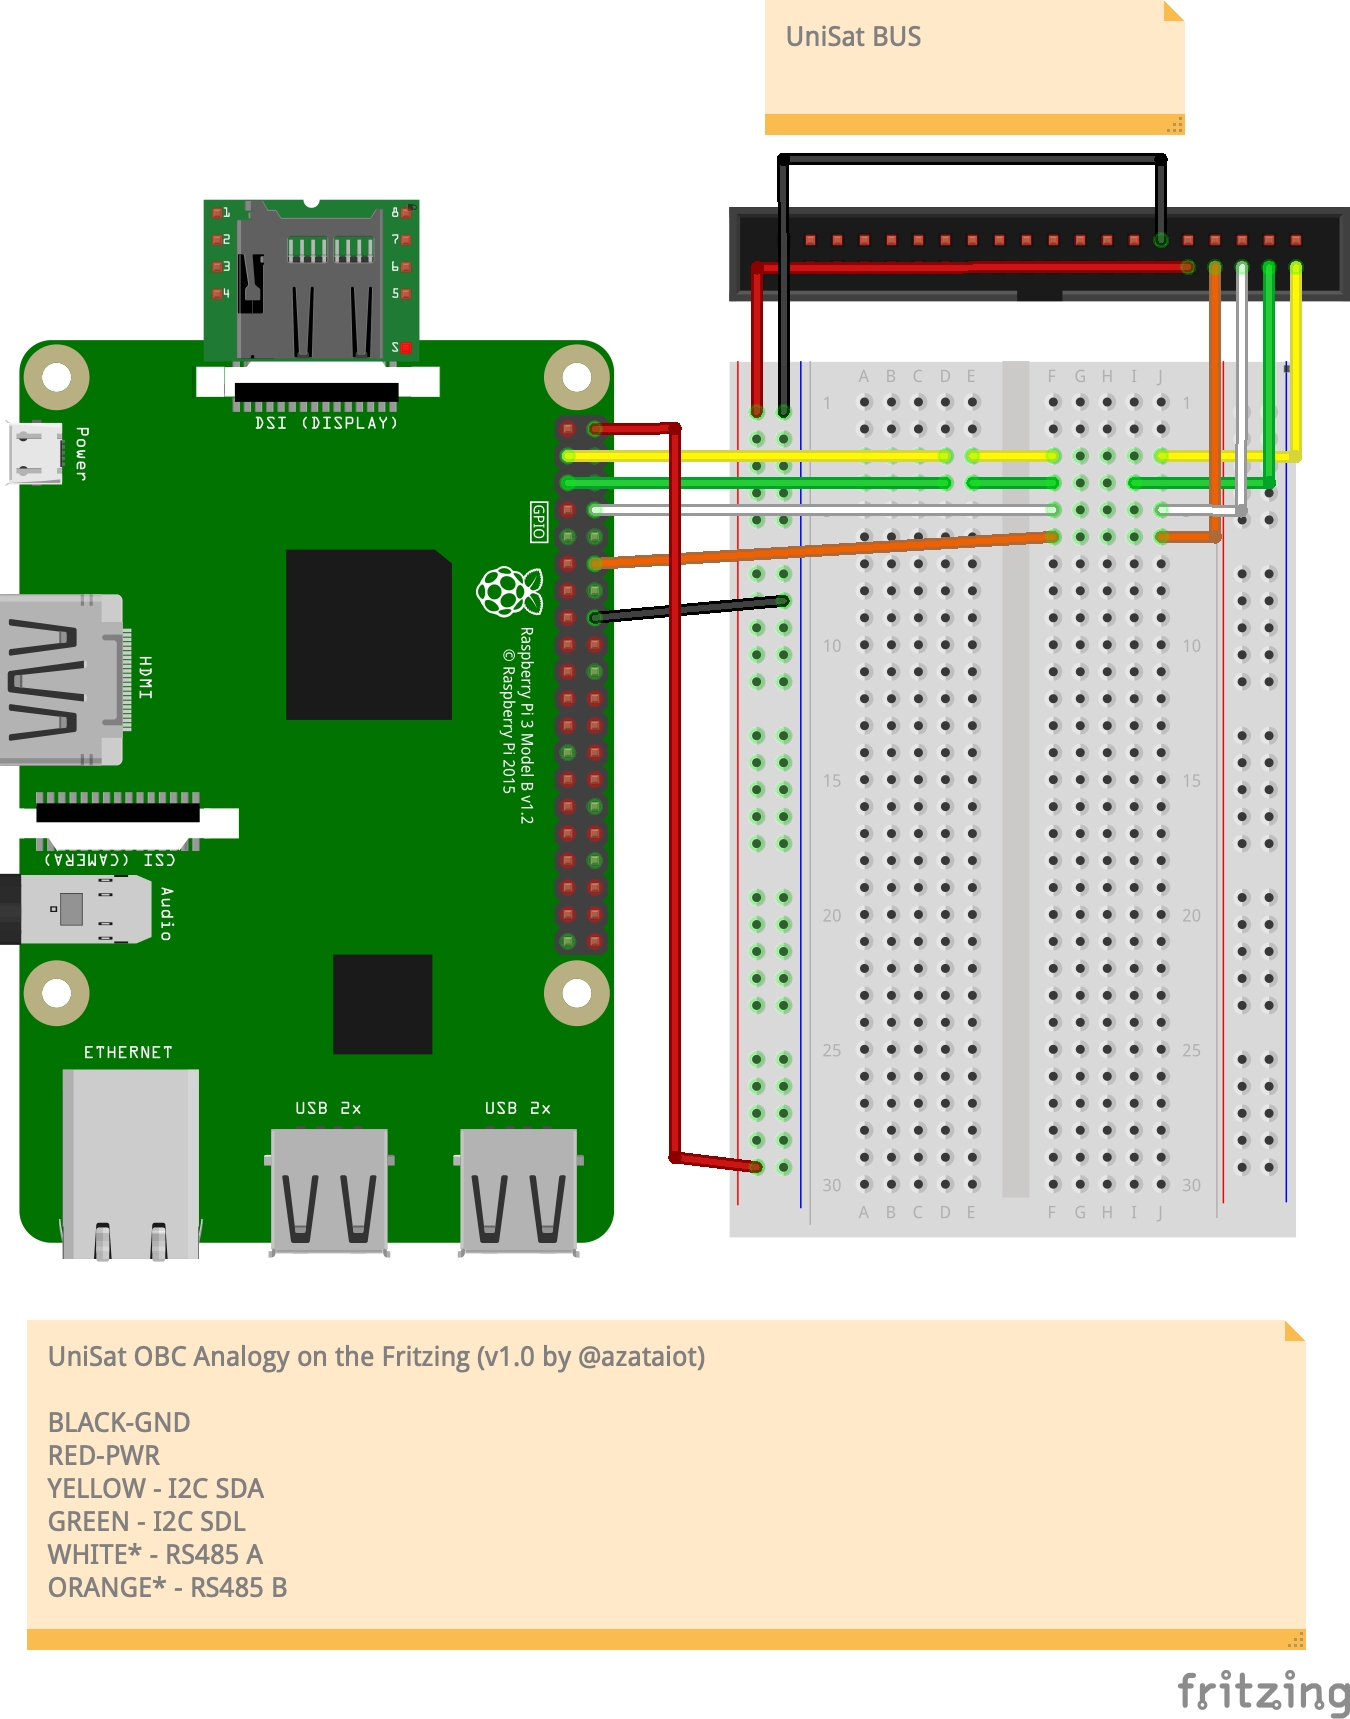 UniSat BUS
1 8
2 7
3 6
4 5
S
DSI (DISPLAY)
Power
A B C D E F G H I J
1 1
GPIO
HDMI
Raspberry Pi 3 Model B v1.2
© Raspberry Pi 2015
10 10
15 15
CSI (CAMERA)
Audio
20 20
ETHERNET
25 25
USB 2x USB 2x
30 30
A B C D E F G H I J
UniSat OBC Analogy on the Fritzing (v1.0 by @azataiot)
BLACK-GND
RED-PWR
YELLOW - I2C SDA
GREEN - I2C SDL
WHITE* - RS485 A
ORANGE* - RS485 B
fritzing